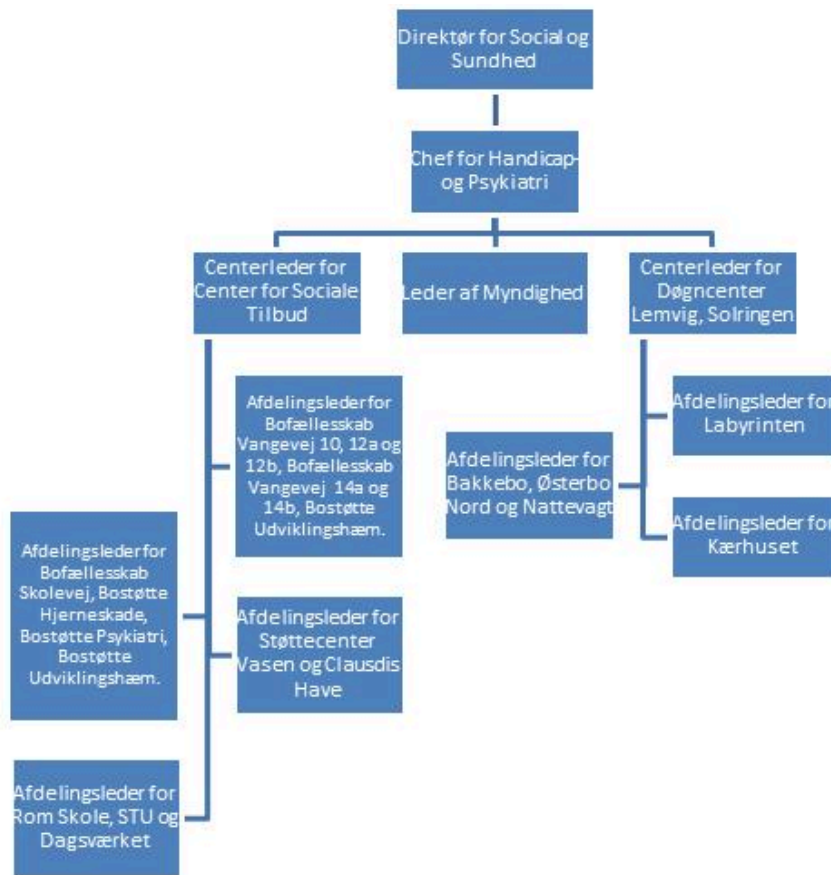 Direktør for Social og
Sundhed
Chef for Handicap-
og Psykiatri
Centerleder for
Center for Sociale
Tilbud
Leder af Myndighed
Centerleder for
Døgncenter
Lemvig, Solringen
Afdelingsleder for
Bofællesskab
Vangevej 10, 12a og
12b, Bofællesskab
Vangevej 14a og
14b, Bostøtte
Udviklingshæm.
Afdelingsleder for
Labyrinten
Afdelingsleder for
Bakkebo, Østerbo
Nord og Nattevagt
Afdelingsleder for
Bofællesskab
Skolevej, Bostøtte
Hjerneskade,
Bostøtte Psykiatri,
Bostøtte
Udviklingshæm.
Afdelingsleder for
Kærhuset
Afdelingsleder for
Støttecenter
Vasen og Clausdis
Have
Afdelingsleder for
Rom Skole, STU og
Dagsværket